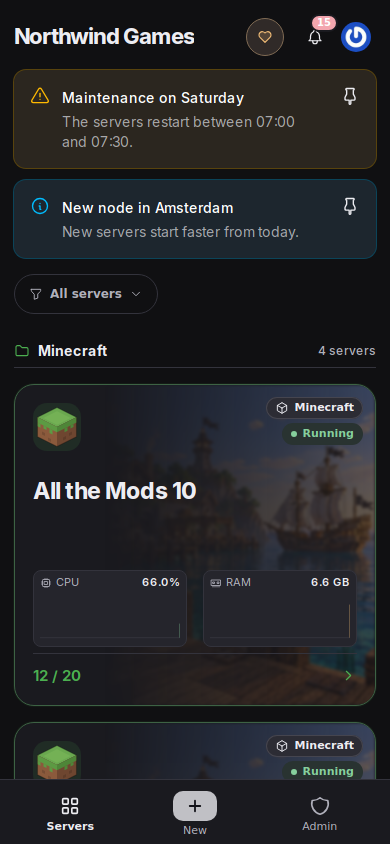 Northwind Games
15
Maintenance on Saturday
The servers restart between 07:00
and 07:30.
New node in Amsterdam
New servers start faster from today.
All servers
Minecraft
4 servers
Minecraft
Running
All the Mods 10
CPU
66.0%
RAM
6.6 GB
12 / 20
Minecraft
Running
Servers
New
Admin